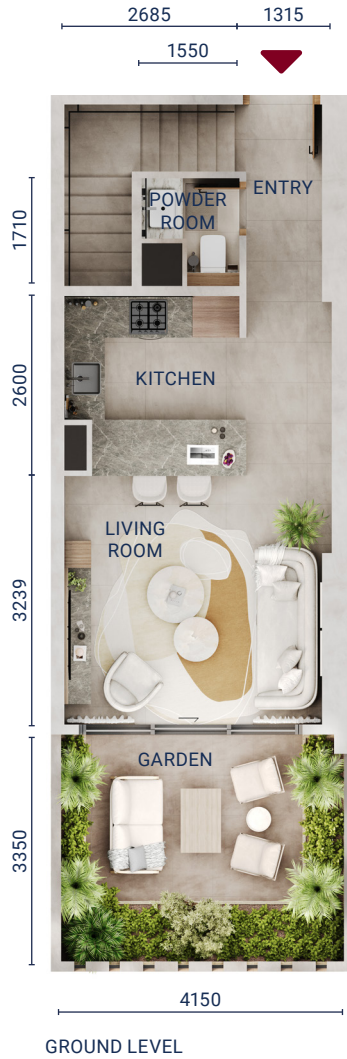 2685
1315
1550
ENTRY
POWDER
ROOM
1710
KITCHEN
2600
LIVING
ROOM
3239
GARDEN
3350
4150
GROUND LEVEL